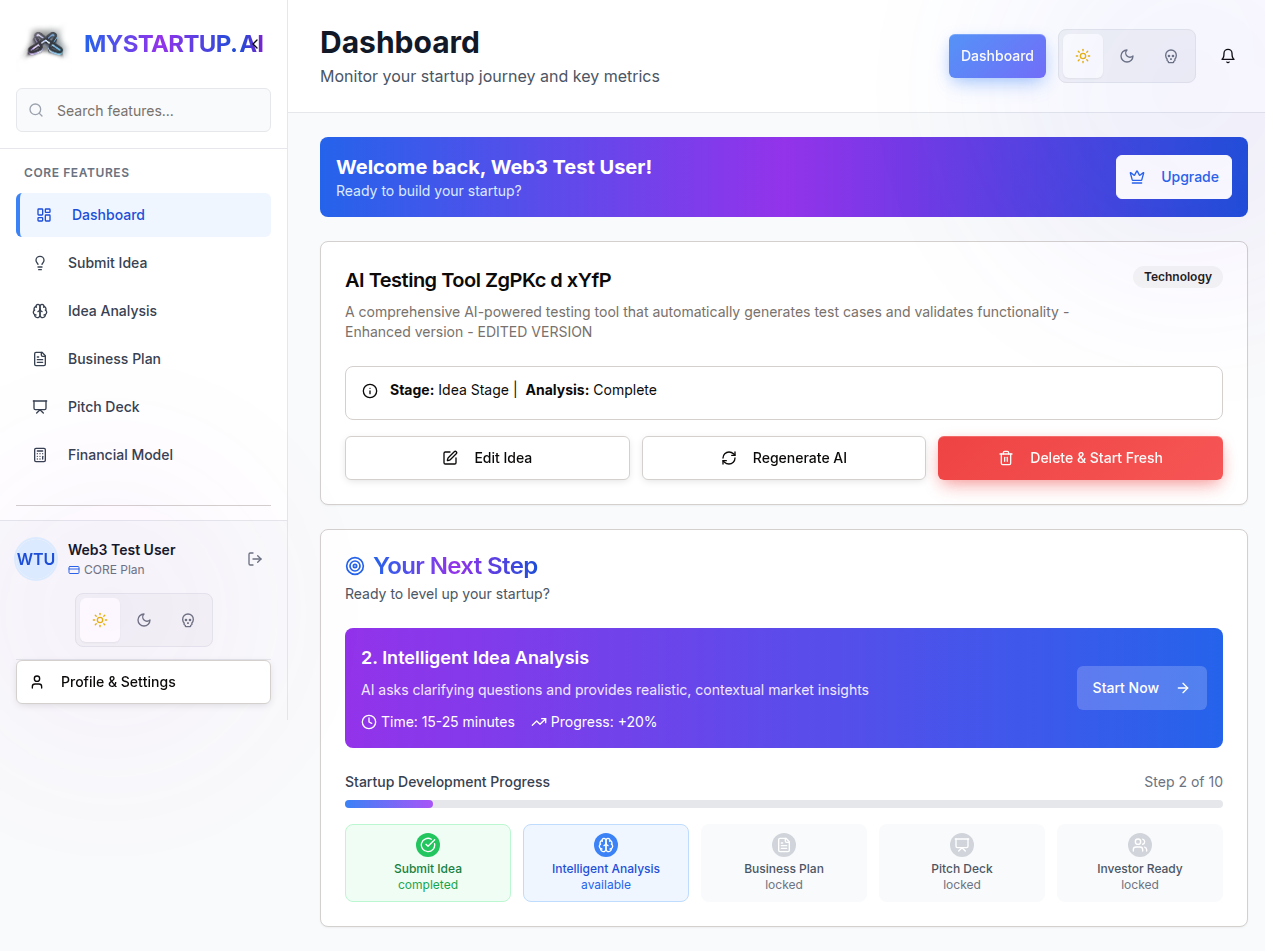 MYSTARTUP.AI
Search features...
CORE FEATURES
Dashboard
Submit Idea
Idea Analysis
Business Plan
Pitch Deck
Financial Model
WTU
Web3 Test User
CORE Plan
Profile & Settings
Dashboard
Monitor your startup journey and key metrics
Dashboard
Welcome back, Web3 Test User!
Ready to build your startup?
Upgrade
AI Testing Tool ZgPKc d xYfP
Technology
A comprehensive AI-powered testing tool that automatically generates test cases and validates functionality -
Enhanced version - EDITED VERSION
Stage: Idea Stage | Analysis: Complete
Edit Idea
Regenerate AI
Delete & Start Fresh
Your Next Step
Ready to level up your startup?
2. Intelligent Idea Analysis
AI asks clarifying questions and provides realistic, contextual market insights
Time: 15-25 minutes Progress: +20%
Start Now
Startup Development Progress
Step 2 of 10
Submit Idea
completed
Intelligent Analysis
available
Business Plan
locked
Pitch Deck
locked
Investor Ready
locked